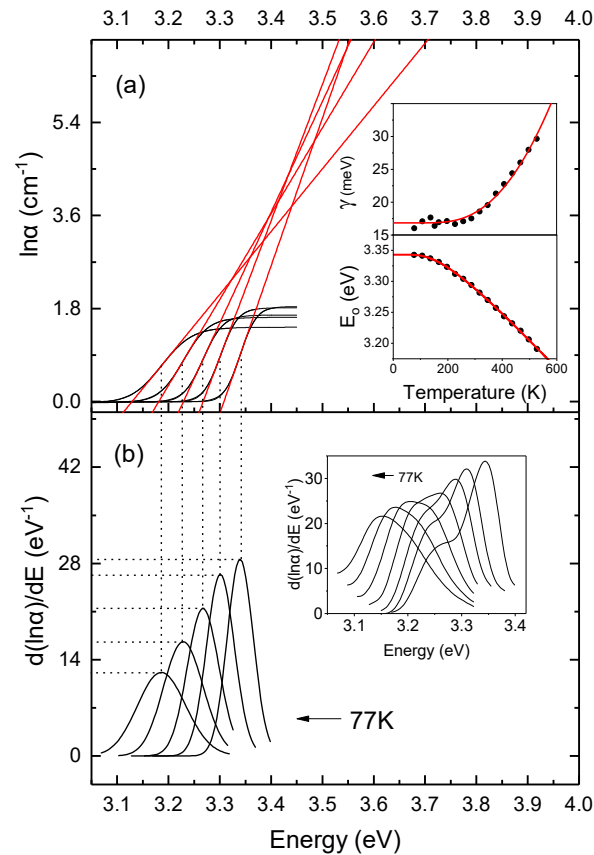 3.1 3.2 3.3 3.4 3.5 3.6 3.7 3.8 3.9 4.0
(a)
lnα (cm⁻¹)
5.4
3.6
1.8
0.0
γ (meV)
35
30
25
20
15
E₀ (eV)
3.35
3.30
3.25
3.20
0 200 400 600
Temperature (K)
(b)
d(lnα)/dE (eV⁻¹)
42
28
14
0
77K
d(lnα)/dE (eV⁻¹)
30
20
10
0
77K
3.1 3.2 3.3 3.4
Energy (eV)
3.1 3.2 3.3 3.4 3.5 3.6 3.7 3.8 3.9 4.0
Energy (eV)